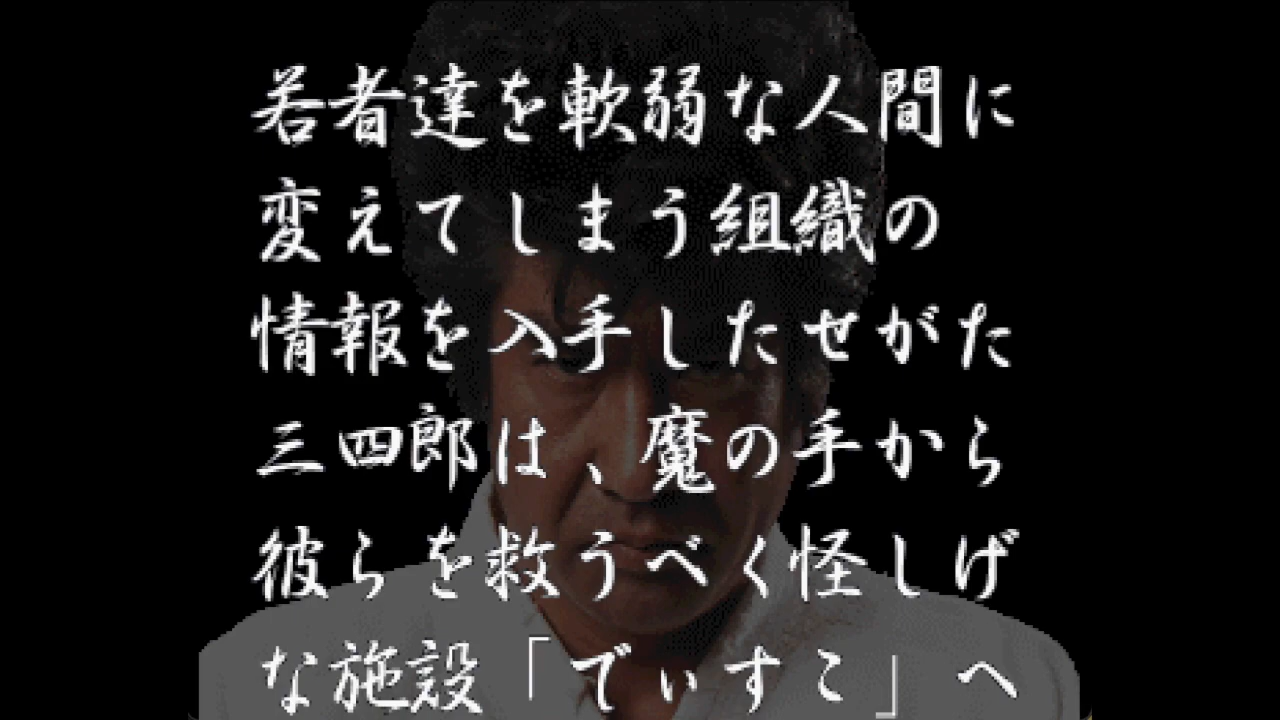 若者達を軟弱な人間に
変えてしまう組織の
情報を入手したせがた
三四郎は、魔の手から
彼らを救うべく怪しげ
な施設「でぃすこ」へ